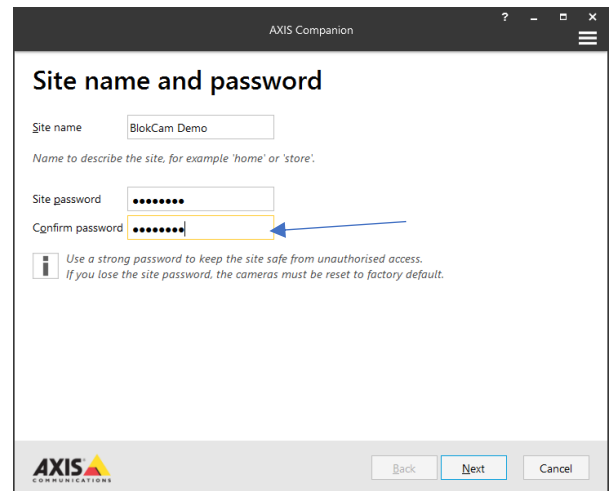 AXIS Companion
?
Site name and password
Site name BlokCam Demo
Name to describe the site, for example 'home' or 'store'.
Site password ●●●●●●●●
Confirm password ●●●●●●●●
i
Use a strong password to keep the site safe from unauthorised access.
If you lose the site password, the cameras must be reset to factory default.
AXIS
COMMUNICATIONS
Back Next Cancel